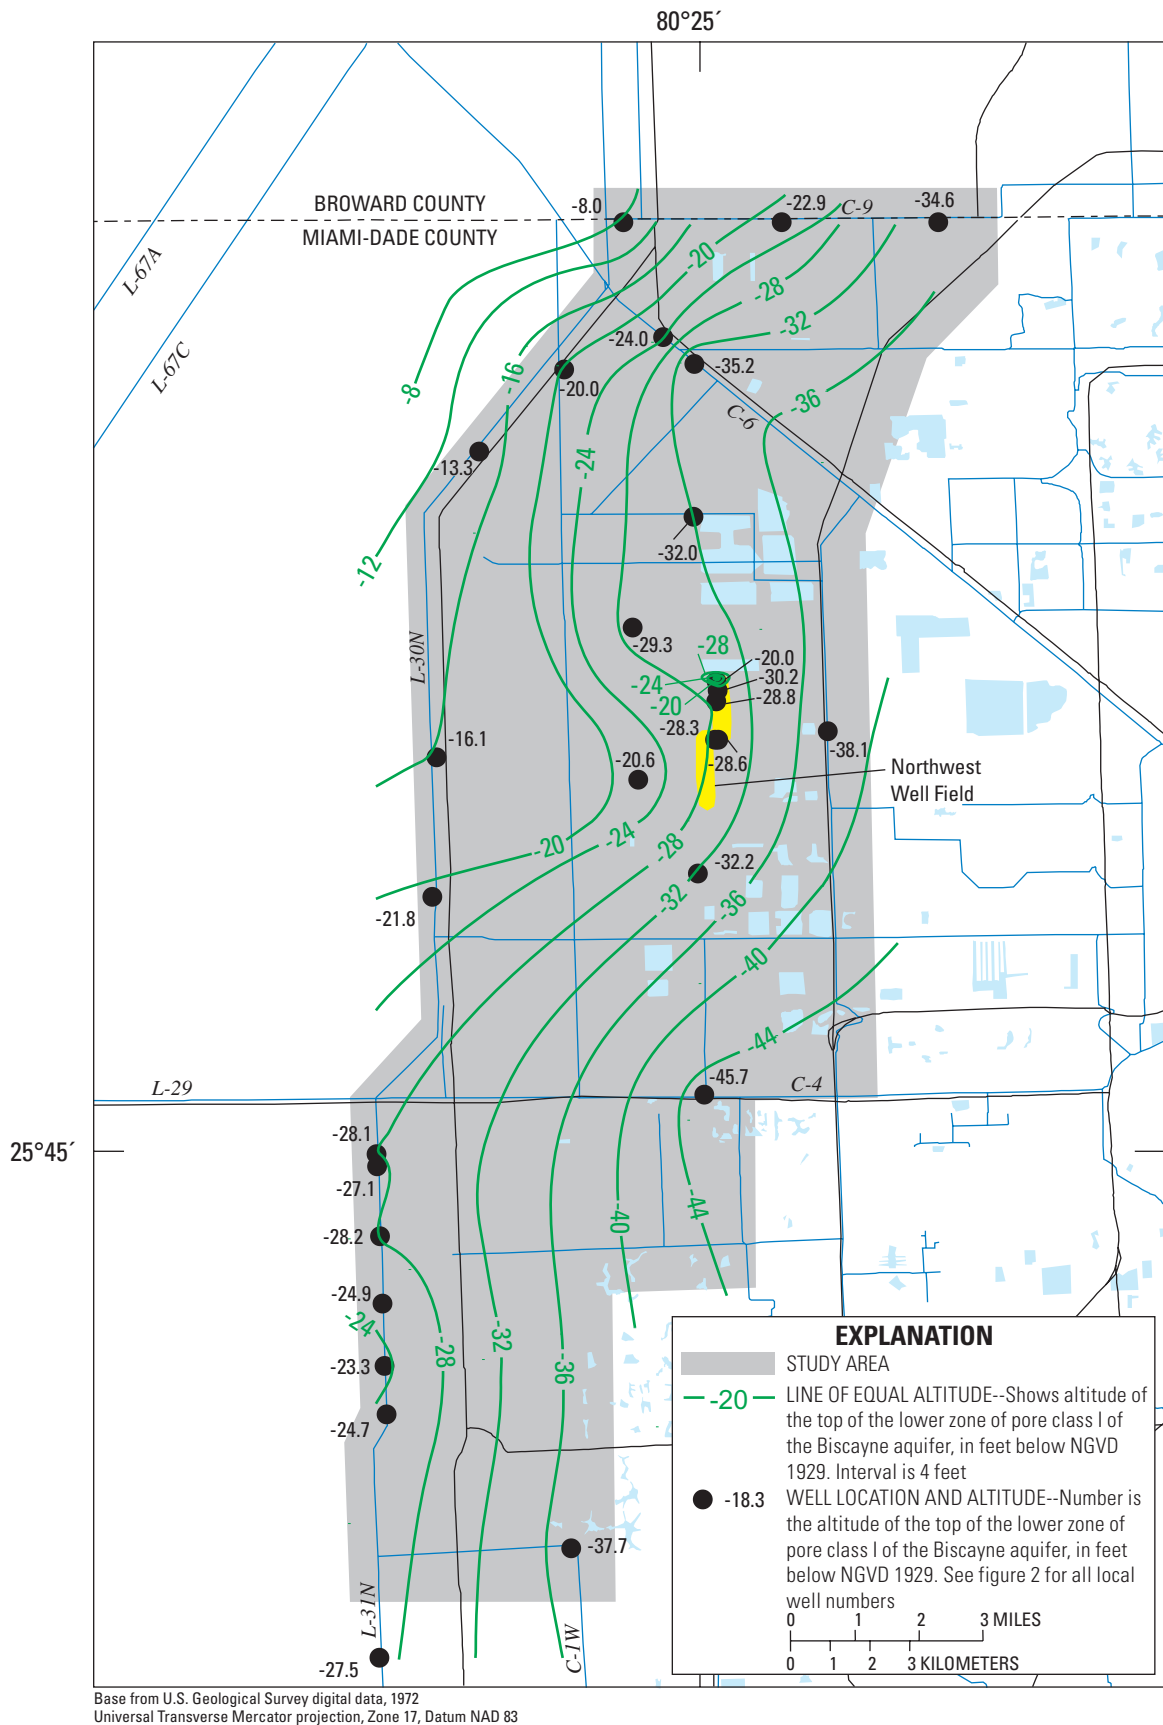 80°25´
BROWARD COUNTY
MIAMI-DADE COUNTY
-8.0
-22.9
C-9
-34.6
L-67A
-20
-28
-32
L-67C
-24.0
-35.2
-8
-16
-20.0
-36
C-6
-24
-13.3
-32.0
-12
-29.3
L-30N
-28
-20.0
-24
-30.2
-20
-28.8
-28.3
-16.1
-38.1
-20.6
-28.6
Northwest
Well Field
-20
-24
-28
-32.2
-32
-36
-21.8
-40
-44
-45.7
L-29
C-4
25°45´
-28.1
-27.1
-28.2
-40
-44
-24.9
-24
-28
-32
-36
-23.3
-24.7
-37.7
L-31N
C-1W
-27.5
EXPLANATION
STUDY AREA
-20 LINE OF EQUAL ALTITUDE--Shows altitude of
the top of the lower zone of pore class I of
the Biscayne aquifer, in feet below NGVD
1929. Interval is 4 feet
-18.3 WELL LOCATION AND ALTITUDE--Number is
the altitude of the top of the lower zone of
pore class I of the Biscayne aquifer, in feet
below NGVD 1929. See figure 2 for all local
well numbers
0 1 2 3 MILES
0 1 2 3 KILOMETERS
Base from U.S. Geological Survey digital data, 1972
Universal Transverse Mercator projection, Zone 17, Datum NAD 83